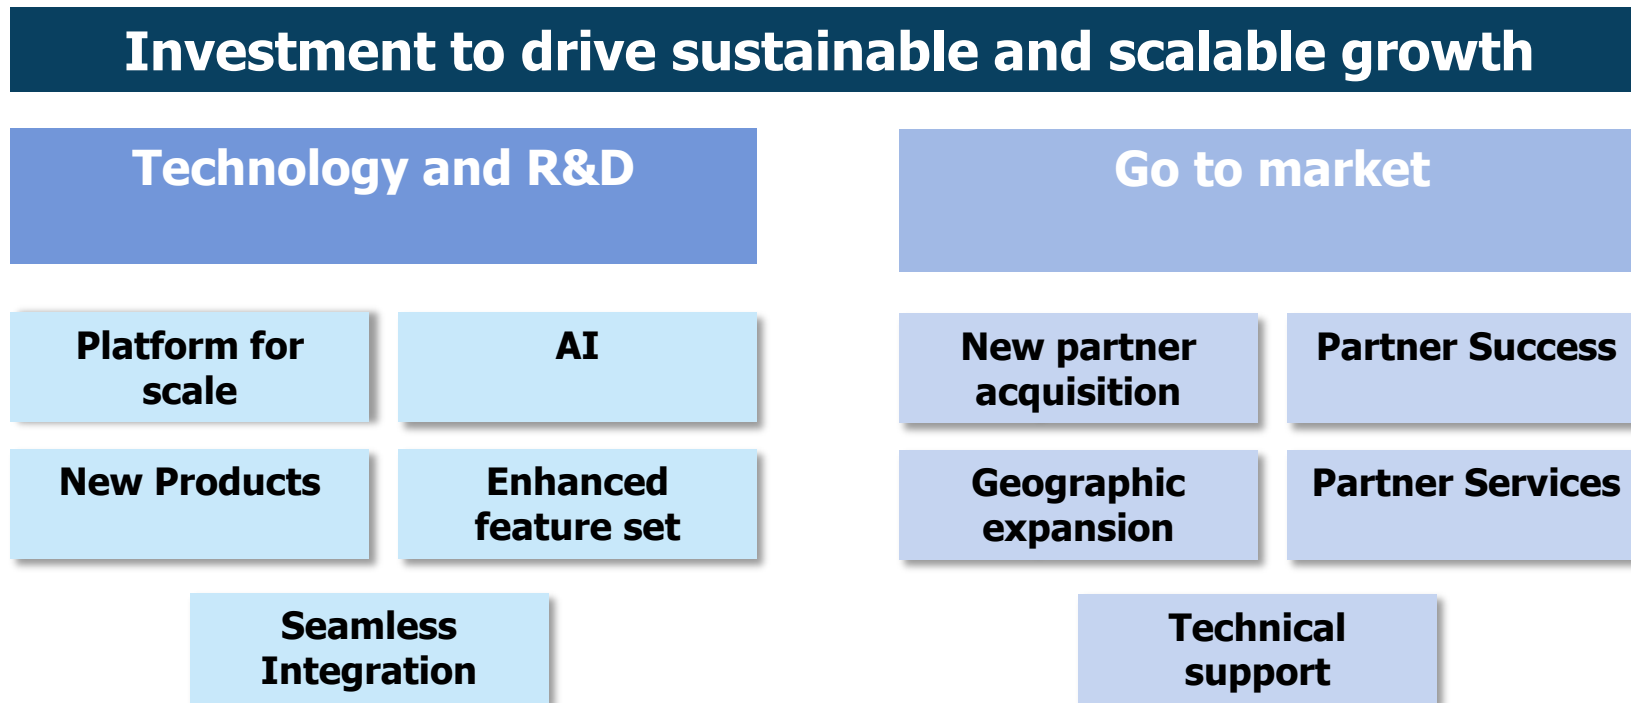 Investment to drive sustainable and scalable growth
Technology and R&D
Platform for
scale
AI
New Products
Enhanced
feature set
Seamless
Integration
Go to market
New partner
acquisition
Partner Success
Geographic
expansion
Partner Services
Technical
support